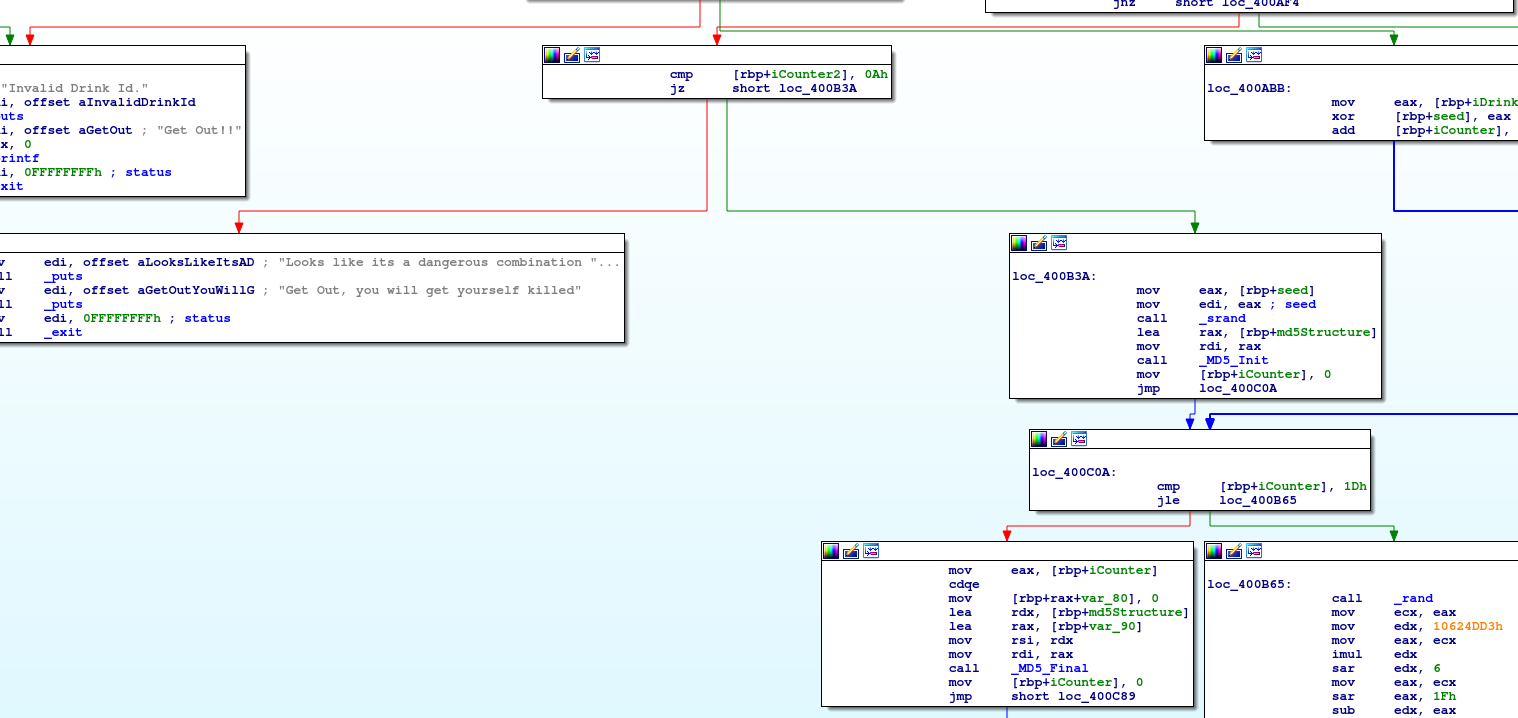 jnz short loc_400AF4
"Invalid Drink Id."
i, offset aInvalidDrinkId
uts
i, offset aGetOut ; "Get Out!!"
x, 0
rintf
i, 0FFFFFFFFh ; status
xit
cmp [rbp+iCounter2], 0Ah
jz short loc_400B3A
loc_400ABB:
mov eax, [rbp+iDrink
xor [rbp+seed], eax
add [rbp+iCounter],
v edi, offset aLooksLikeItsAD ; "Looks like its a dangerous combination "...
ll _puts
v edi, offset aGetOutYouWillG ; "Get Out, you will get yourself killed"
ll _puts
v edi, 0FFFFFFFFh ; status
ll _exit
loc_400B3A:
mov eax, [rbp+seed]
mov edi, eax ; seed
call _srand
lea rax, [rbp+md5Structure]
mov rdi, rax
call _MD5_Init
mov [rbp+iCounter], 0
jmp loc_400C0A
loc_400C0A:
cmp [rbp+iCounter], 1Dh
jle loc_400B65
mov eax, [rbp+iCounter]
cdqe
mov [rbp+rax+var_80], 0
lea rdx, [rbp+md5Structure]
lea rax, [rbp+var_90]
mov rsi, rdx
mov rdi, rax
call _MD5_Final
mov [rbp+iCounter], 0
jmp short loc_400C89
loc_400B65:
call _rand
mov ecx, eax
mov edx, 10624DD3h
mov eax, ecx
imul edx
sar edx, 6
mov eax, ecx
sar eax, 1Fh
sub edx, eax